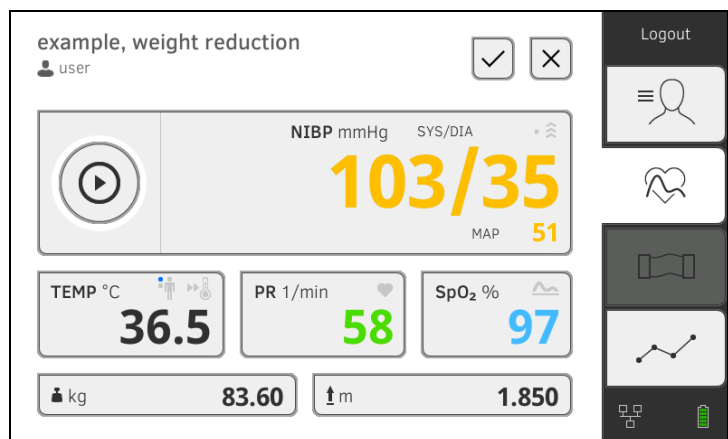 example, weight reduction
user
Logout
NIBP mmHg SYS/DIA
103/35
MAP 51
TEMP °C
36.5
PR 1/min
58
SpO₂ %
97
kg 83.60
m 1.850